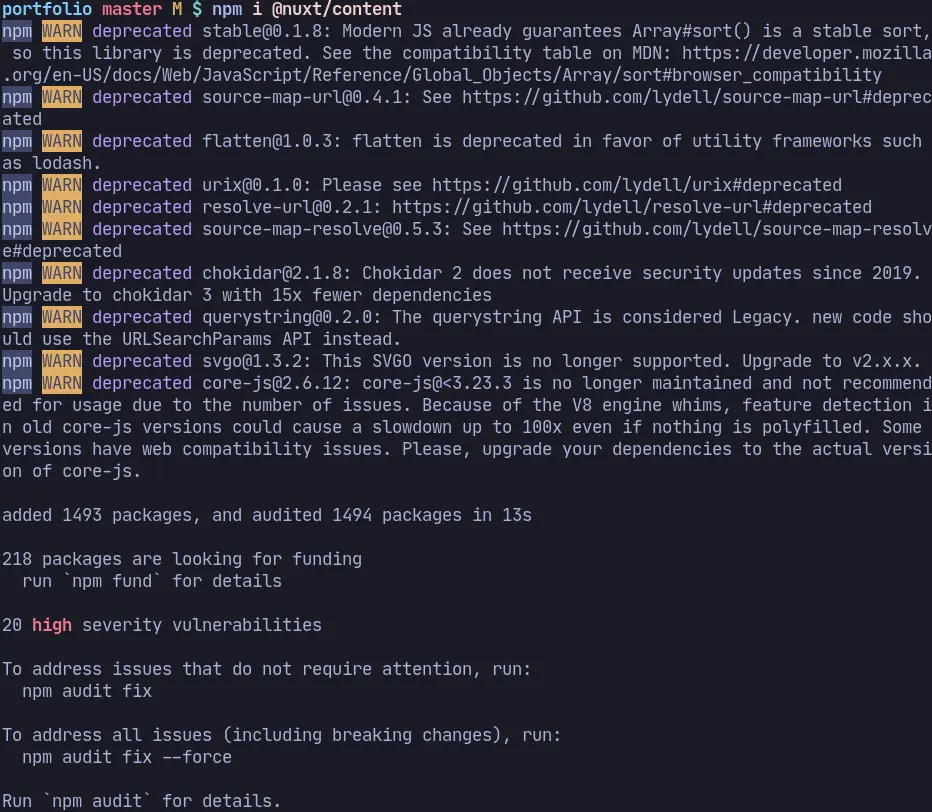 portfolio master M $ npm i @nuxt/content
npm WARN deprecated stable@0.1.8: Modern JS already guarantees Array#sort() is a stable sort,
 so this library is deprecated. See the compatibility table on MDN: https://developer.mozilla
.org/en-US/docs/Web/JavaScript/Reference/Global_Objects/Array/sort#browser_compatibility
npm WARN deprecated source-map-url@0.4.1: See https://github.com/lydell/source-map-url#deprec
ated
npm WARN deprecated flatten@1.0.3: flatten is deprecated in favor of utility frameworks such 
as lodash.
npm WARN deprecated urix@0.1.0: Please see https://github.com/lydell/urix#deprecated
npm WARN deprecated resolve-url@0.2.1: https://github.com/lydell/resolve-url#deprecated
npm WARN deprecated source-map-resolve@0.5.3: See https://github.com/lydell/source-map-resolv
e#deprecated
npm WARN deprecated chokidar@2.1.8: Chokidar 2 does not receive security updates since 2019. 
Upgrade to chokidar 3 with 15x fewer dependencies
npm WARN deprecated querystring@0.2.0: The querystring API is considered Legacy. new code sho
uld use the URLSearchParams API instead.
npm WARN deprecated svgo@1.3.2: This SVGO version is no longer supported. Upgrade to v2.x.x.
npm WARN deprecated core-js@2.6.12: core-js@<3.23.3 is no longer maintained and not recommend
ed for usage due to the number of issues. Because of the V8 engine whims, feature detection i
n old core-js versions could cause a slowdown up to 100x even if nothing is polyfilled. Some 
versions have web compatibility issues. Please, upgrade your dependencies to the actual versi
on of core-js.

added 1493 packages, and audited 1494 packages in 13s

218 packages are looking for funding
  run `npm fund` for details

20 high severity vulnerabilities

To address issues that do not require attention, run:
  npm audit fix

To address all issues (including breaking changes), run:
  npm audit fix --force

Run `npm audit` for details.